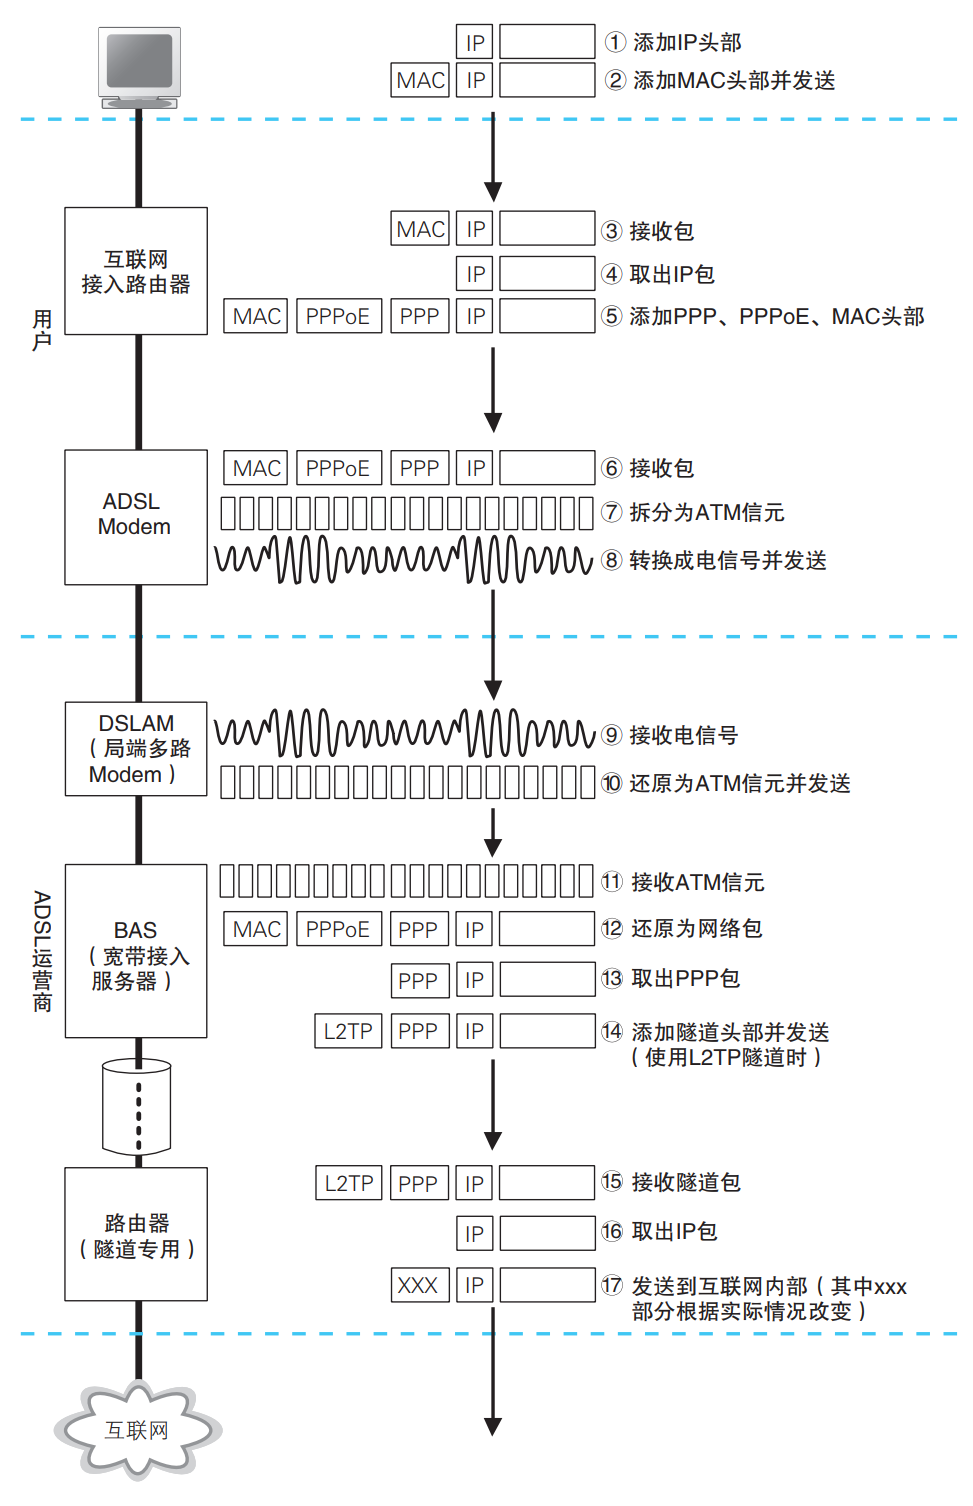 IP
① 添加IP头部
MAC IP
② 添加MAC头部并发送
用户
互联网
接入路由器
MAC IP
③ 接收包
IP
④ 取出IP包
MAC PPPoE PPP IP
⑤ 添加PPP、PPPoE、MAC头部
ADSL
Modem
MAC PPPoE PPP IP
⑥ 接收包
⑦ 拆分为ATM信元
⑧ 转换成电信号并发送
ADSL运营商
DSLAM
（局端多路
Modem）
⑨ 接收电信号
⑩ 还原为ATM信元并发送
BAS
（宽带接入
服务器）
⑪ 接收ATM信元
MAC PPPoE PPP IP
⑫ 还原为网络包
PPP IP
⑬ 取出PPP包
L2TP PPP IP
⑭ 添加隧道头部并发送
（使用L2TP隧道时）
路由器
（隧道专用）
L2TP PPP IP
⑮ 接收隧道包
IP
⑯ 取出IP包
XXX IP
⑰ 发送到互联网内部（其中xxx
部分根据实际情况改变）
互联网